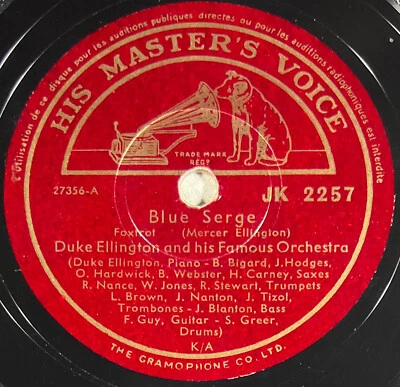 Utilisation de ce disque pour les auditions publiques directes ou pour les auditions radiophoniques est interdite
HIS MASTER'S VOICE
TRADE MARK
REG?
27356-A
JK 2257
Blue Serge
Foxtrot (Mercer Ellington)
Duke Ellington and his Famous Orchestra
(Duke Ellington, Piano - B. Bigard, J. Hodges,
O. Hardwick, B. Webster, H. Carney, Saxes
R. Nance, W. Jones, R. Stewart, Trumpets
L. Brown, J. Nanton, J. Tizol,
Trombones - J. Blanton, Bass
F. Guy, Guitar - S. Greer,
Drums)
K/A
THE GRAMOPHONE CO. LTD.